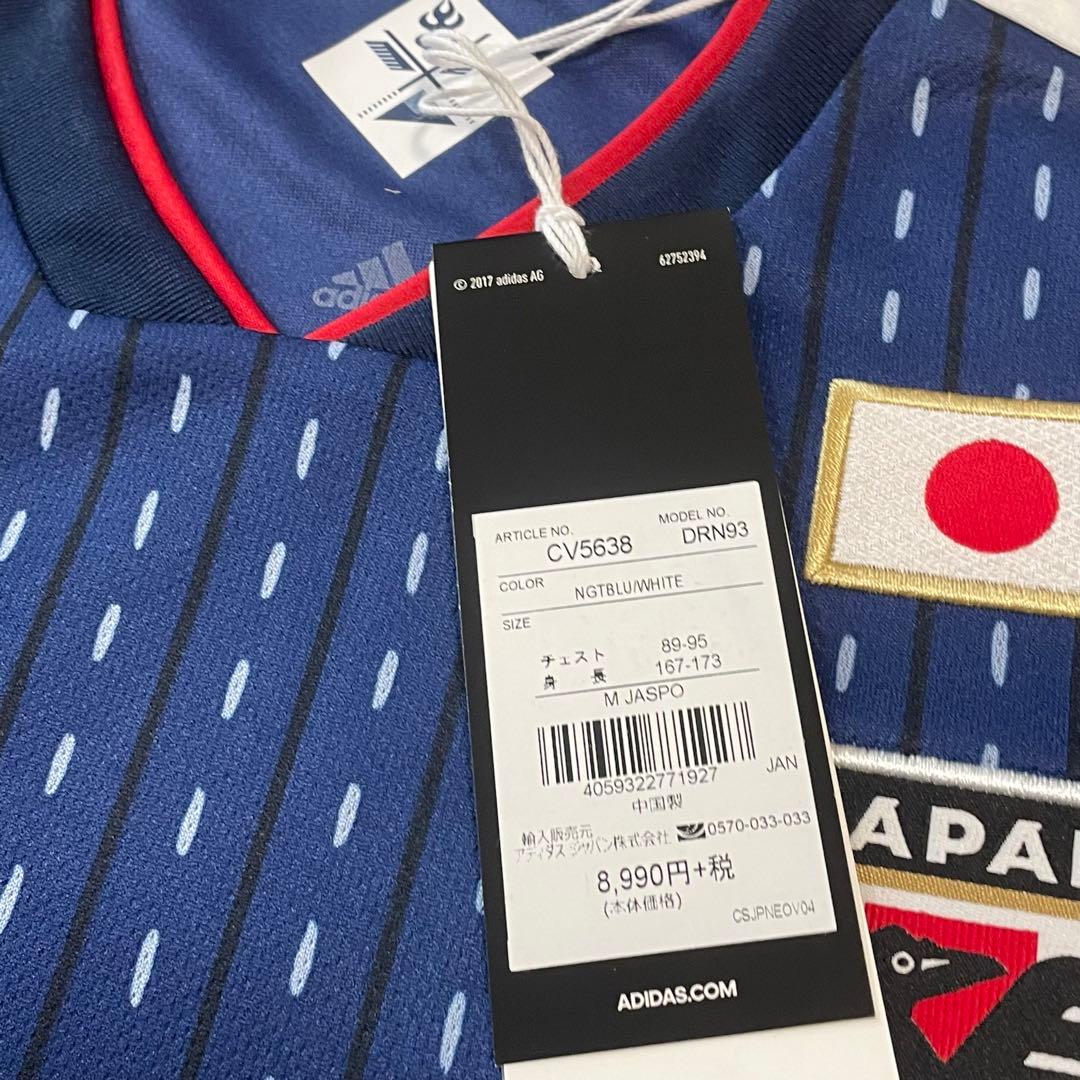 © 2017 adidas AG
62752394
adi
ARTICLE NO.
MODEL NO.
CV5638
DRN93
COLOR
NGTBLU/WHITE
SIZE
チェスト 89-95
身 長 167-173
M JASPO
4059322771927
JAN
中国製
輸入販売元
アディダス ジャパン株式会社 0570-033-033
8,990円+税
(本体価格)
CSJPNEOV04
ADIDAS.COM
APA